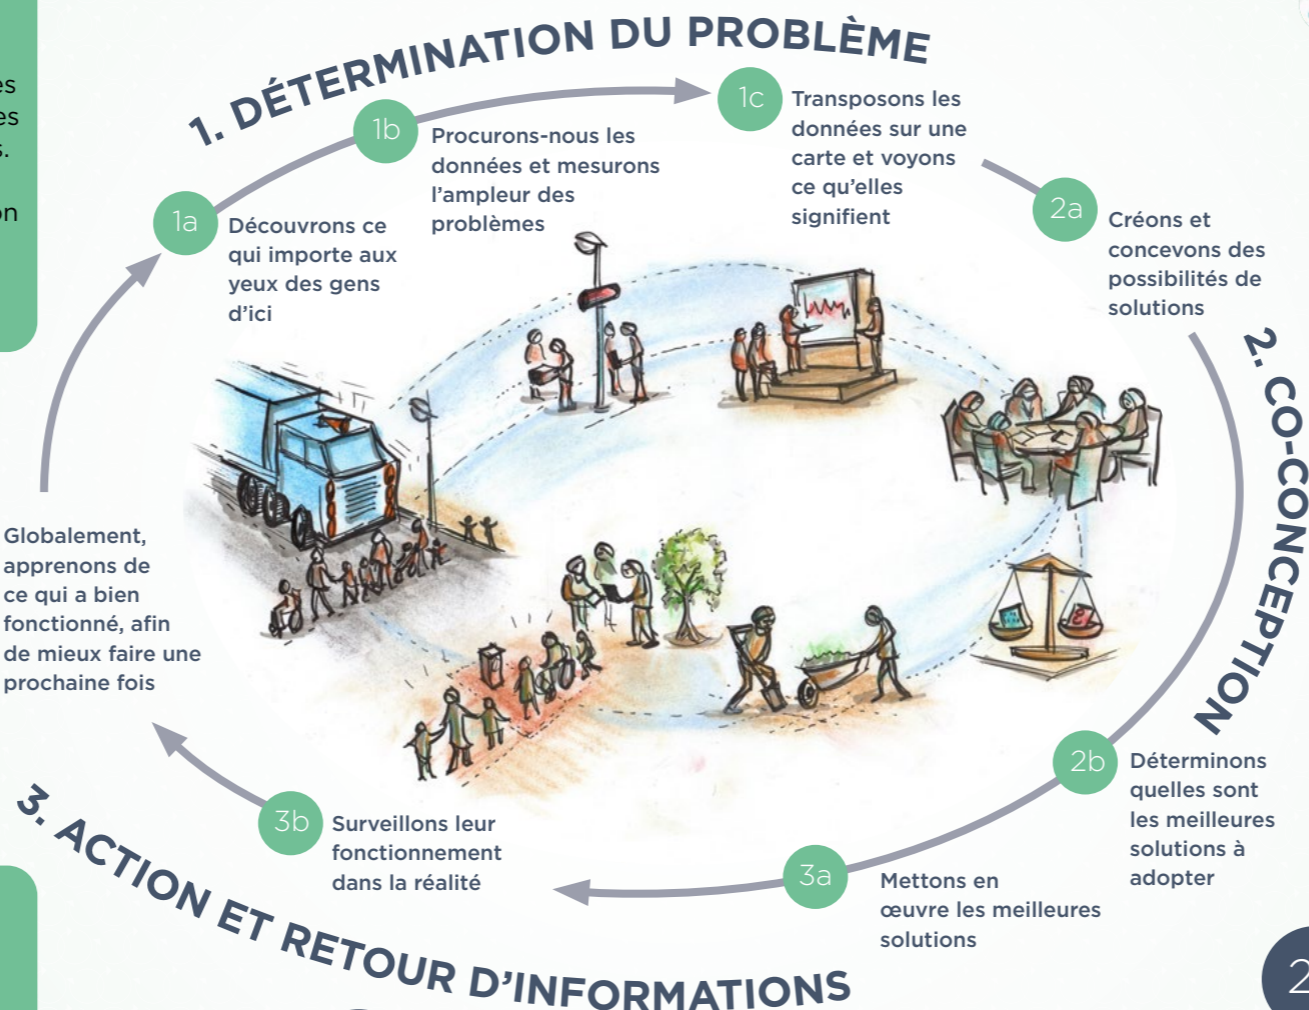 1. DÉTERMINATION DU PROBLÈME
1a
Découvrons ce
qui importe aux
yeux des gens
d'ici
1b
Procurons-nous les
données et mesurons
l'ampleur des
problèmes
1c
Transposons les
données sur une
carte et voyons
ce qu'elles
signifient
2. CO-CONCEPTION
2a
Créons et
concevons des
possibilités de
solutions
2b
Déterminons
quelles sont
les meilleures
solutions à
adopter
3. ACTION ET RETOUR D'INFORMATIONS
3a
Mettons en
œuvre les meilleures
solutions
3b
Surveillons leur
fonctionnement
dans la réalité
Globalement,
apprenons de
ce qui a bien
fonctionné, afin
de mieux faire une
prochaine fois